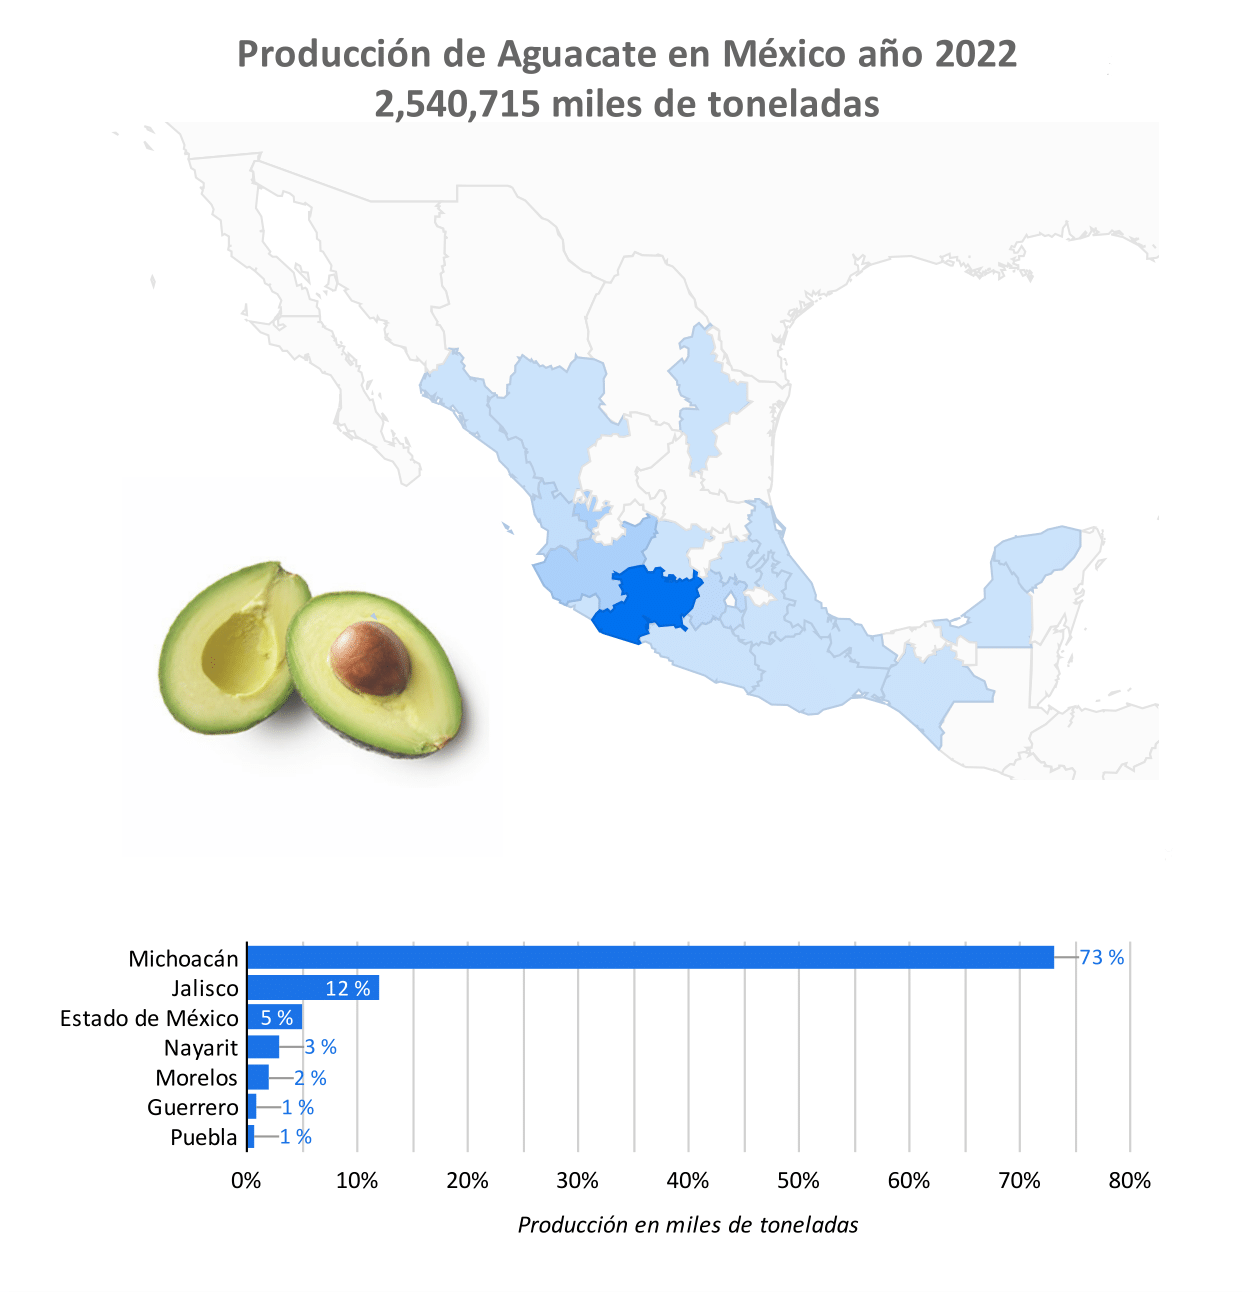 Producción de Aguacate en México año 2022
2,540,715 miles de toneladas
Michoacán 73 %
Jalisco 12 %
Estado de México 5 %
Nayarit 3 %
Morelos 2 %
Guerrero 1 %
Puebla 1 %
0% 10% 20% 30% 40% 50% 60% 70% 80%
Producción en miles de toneladas